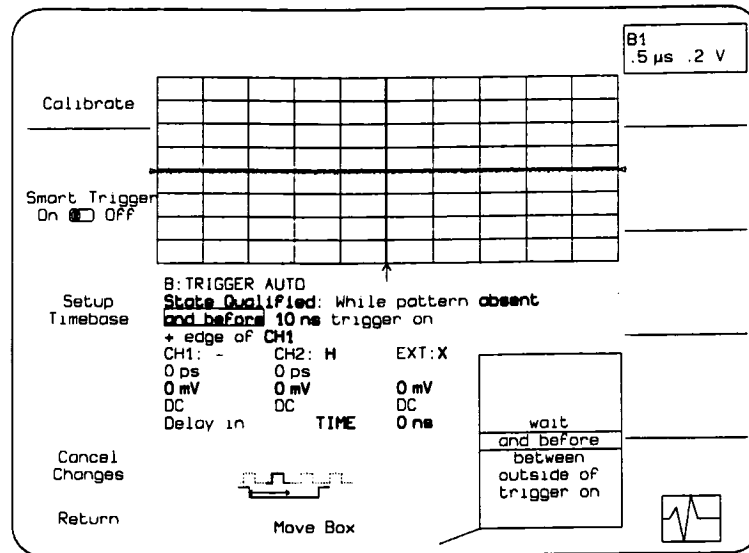 B1
.5 µs .2 V
Calibrate
Smart Trigger
On Off
B:TRIGGER AUTO
Setup
Timebase
State Qualified: While pattern absent
and before 10 ns trigger on
+ edge of CH1
CH1: - CH2: H EXT:X
0 ps 0 ps
0 mV 0 mV 0 mV
DC DC DC
Delay in TIME 0 ns
wait
and before
between
outside of
trigger on
Cancel
Changes
Return
Move Box